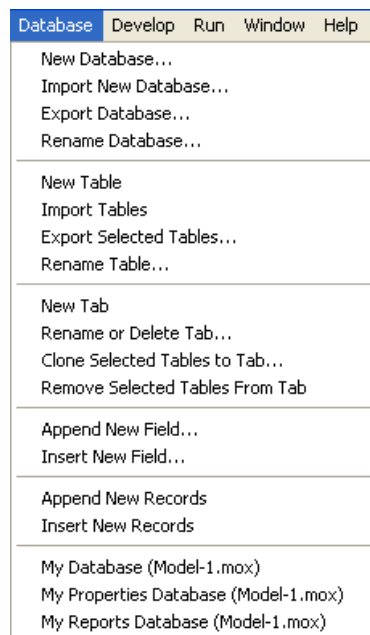 Database Develop Run Window Help
New Database...
Import New Database...
Export Database...
Rename Database...
New Table
Import Tables
Export Selected Tables...
Rename Table...
New Tab
Rename or Delete Tab...
Clone Selected Tables to Tab...
Remove Selected Tables From Tab
Append New Field...
Insert New Field...
Append New Records
Insert New Records
My Database (Model-1.mox)
My Properties Database (Model-1.mox)
My Reports Database (Model-1.mox)